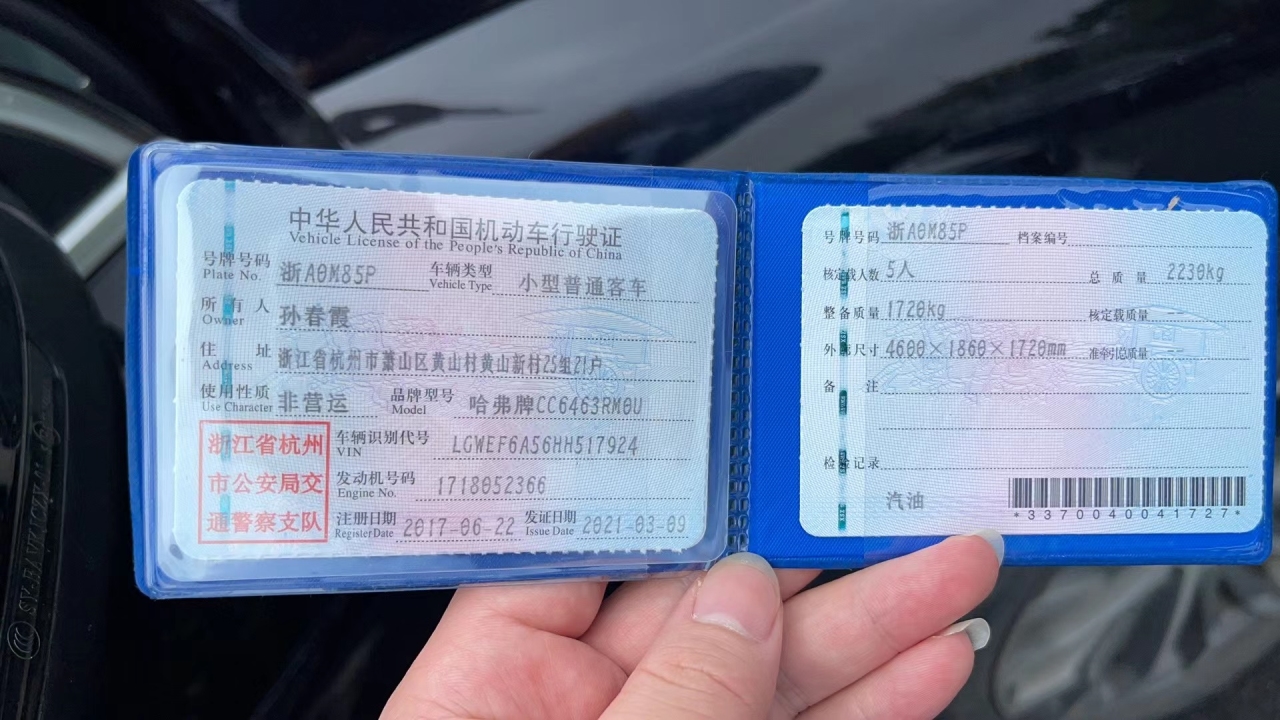 中华人民共和国机动车行驶证
Vehicle License of the People's Republic of China
号牌号码 浙A0M85P 车辆类型 小型普通客车
Plate No. Vehicle Type
所有人 孙春霞
Owner
住址 浙江省杭州市萧山区黄山村黄山新村25组21户
Address
使用性质 非营运 品牌型号 哈弗牌CC6463RM0U
Use Character Model
浙江省杭州
市公安局交
通警察支队
车辆识别代号 LGWEF6A56HH517924
VIN
发动机号码 1718052366
Engine No.
注册日期 2017-06-22 发证日期 2021-03-09
Register Date Issue Date
号牌号码 浙A0M85P 档案编号
核定载人数 5人 总质量 2230kg
整备质量 1720kg 核定载质量 --
外廓尺寸 4600×1860×1720mm 准牵引总质量 --
备注
检验记录
汽油
*3370040041727*